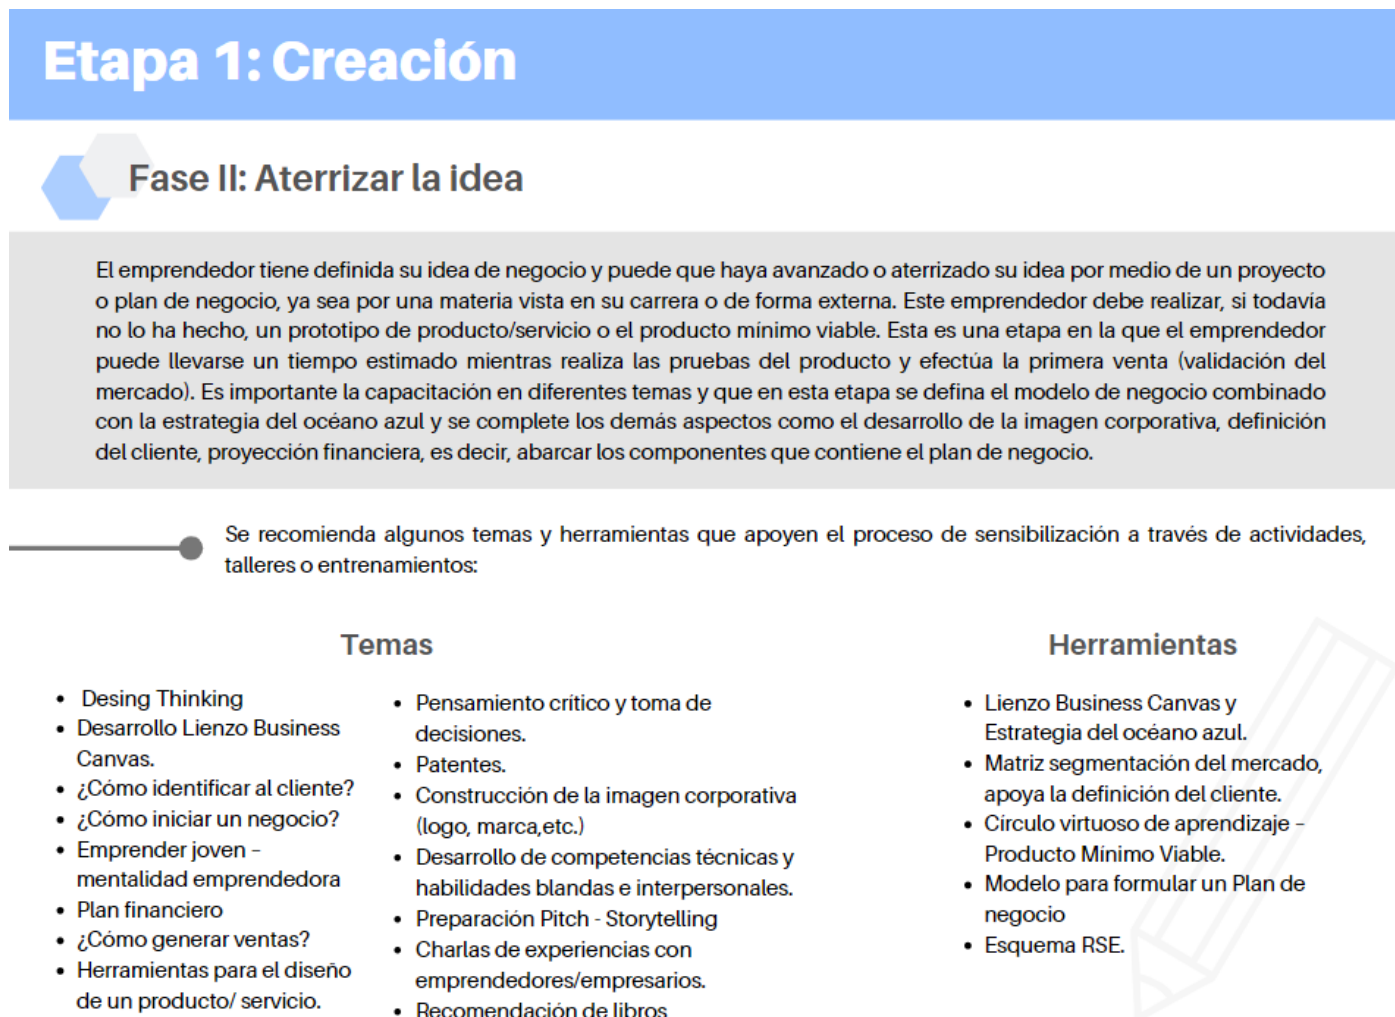 Etapa 1: Creación
Fase II: Aterrizar la idea
El emprendedor tiene definida su idea de negocio y puede que haya avanzado o aterrizado su idea por medio de un proyecto
o plan de negocio, ya sea por una materia vista en su carrera o de forma externa. Este emprendedor debe realizar, si todavía
no lo ha hecho, un prototipo de producto/servicio o el producto mínimo viable. Esta es una etapa en la que el emprendedor
puede llevarse un tiempo estimado mientras realiza las pruebas del producto y efectúa la primera venta (validación del
mercado). Es importante la capacitación en diferentes temas y que en esta etapa se defina el modelo de negocio combinado
con la estrategia del océano azul y se complete los demás aspectos como el desarrollo de la imagen corporativa, definición
del cliente, proyección financiera, es decir, abarcar los componentes que contiene el plan de negocio.
Se recomienda algunos temas y herramientas que apoyen el proceso de sensibilización a través de actividades,
talleres o entrenamientos:
Temas
• Desing Thinking
• Desarrollo Lienzo Business
Canvas.
• ¿Cómo identificar al cliente?
• ¿Cómo iniciar un negocio?
• Emprender joven –
mentalidad emprendedora
• Plan financiero
• ¿Cómo generar ventas?
• Herramientas para el diseño
de un producto/ servicio.
• Pensamiento crítico y toma de
decisiones.
• Patentes.
• Construcción de la imagen corporativa
(logo, marca,etc.)
• Desarrollo de competencias técnicas y
habilidades blandas e interpersonales.
• Preparación Pitch - Storytelling
• Charlas de experiencias con
emprendedores/empresarios.
• Recomendación de libros
Herramientas
• Lienzo Business Canvas y
Estrategia del océano azul.
• Matriz segmentación del mercado,
apoya la definición del cliente.
• Círculo virtuoso de aprendizaje –
Producto Mínimo Viable.
• Modelo para formular un Plan de
negocio
• Esquema RSE.